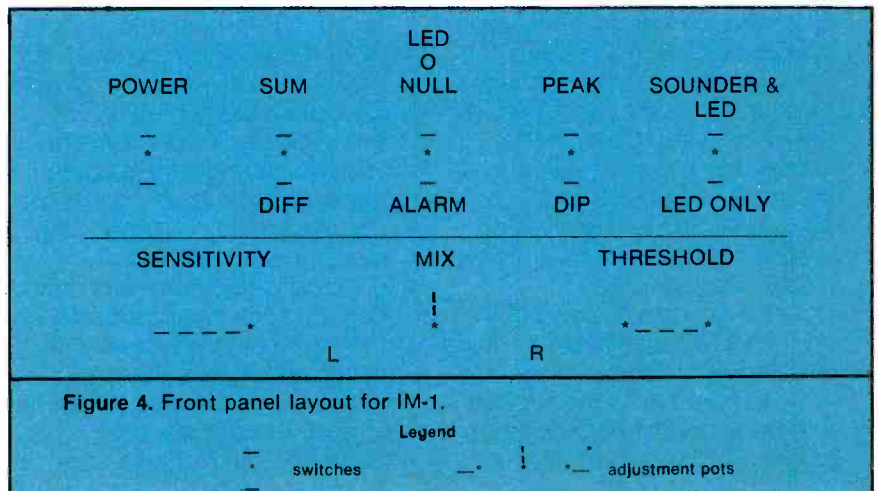 LED
O
POWER SUM NULL PEAK SOUNDER &
LED
— — — — —
* * * * *
— — — — —
DIFF ALARM DIP LED ONLY
SENSITIVITY MIX THRESHOLD
_ _ _ _* * *_ _ _*
L R
Figure 4. Front panel layout for IM-1.
Legend
* switches _* * *_ * adjustment pots